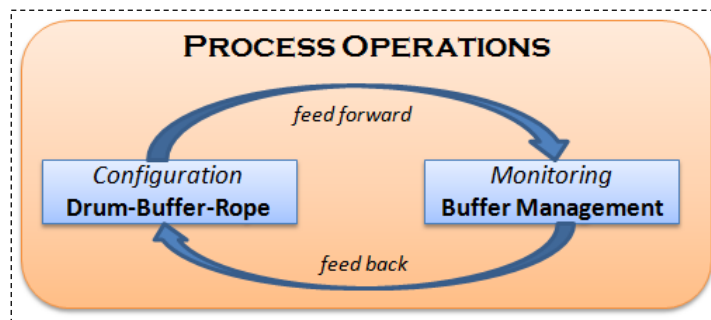 PROCESS OPERATIONS
feed forward
Configuration
Drum-Buffer-Rope
Monitoring
Buffer Management
feed back